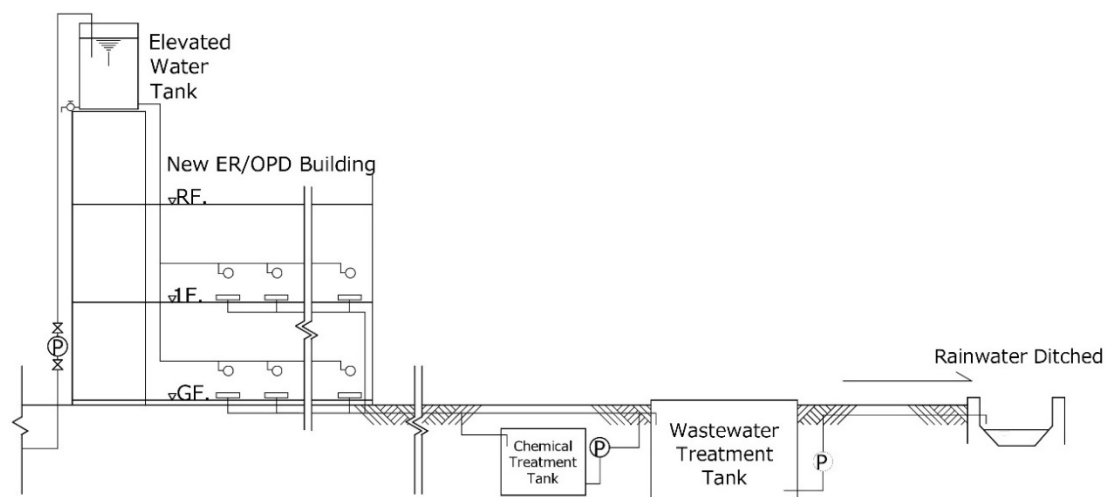 Elevated
Water
Tank
New ER/OPD Building
RF.
1F.
P
GF.
Rainwater Ditched
Chemical
Treatment
Tank
P
Wastewater
Treatment
Tank
P